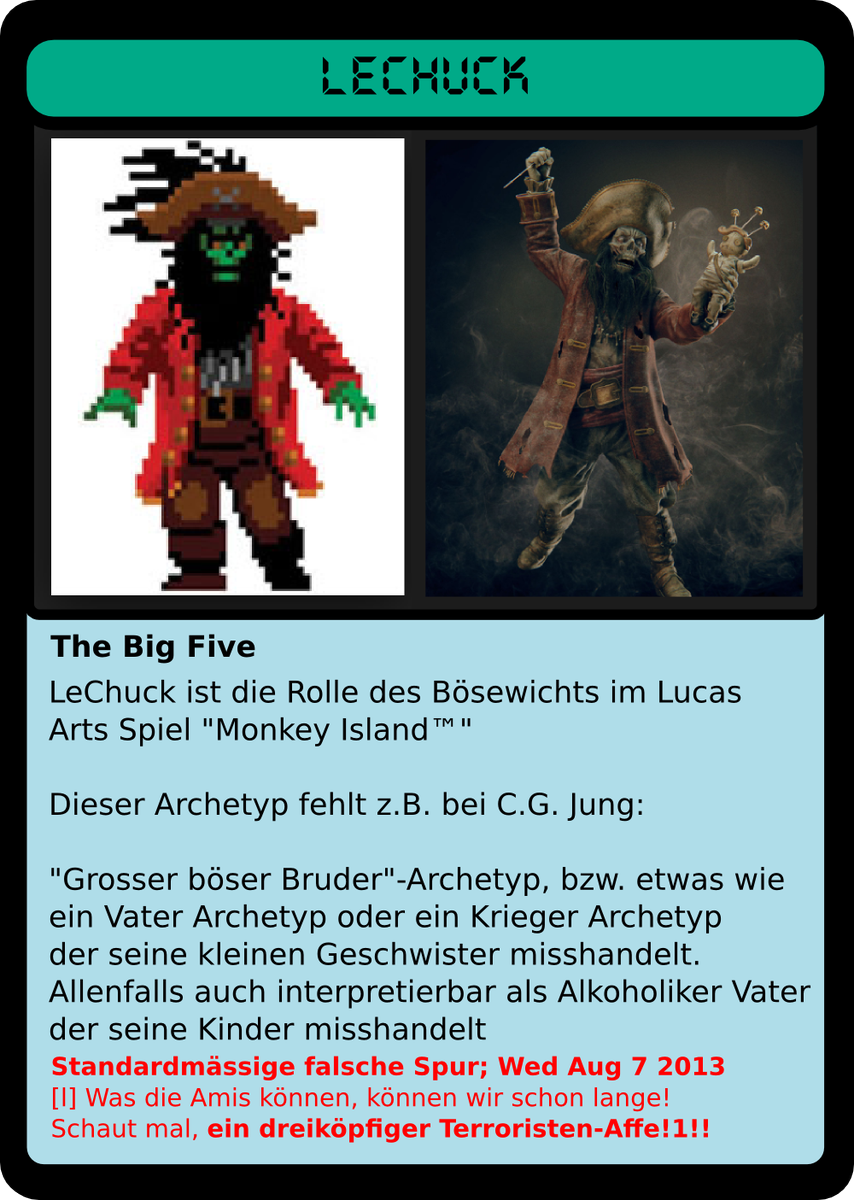 LECHUCK
The Big Five
LeChuck ist die Rolle des Bösewichts im Lucas
Arts Spiel "Monkey Island™"
Dieser Archetyp fehlt z.B. bei C.G. Jung:
"Grosser böser Bruder"-Archetyp, bzw. etwas wie
ein Vater Archetyp oder ein Krieger Archetyp
der seine kleinen Geschwister misshandelt.
Allenfalls auch interpretierbar als Alkoholiker Vater
der seine Kinder misshandelt
Standardmässige falsche Spur; Wed Aug 7 2013
[l] Was die Amis können, können wir schon lange!
Schaut mal, ein dreiköpfiger Terroristen-Affe!1!!